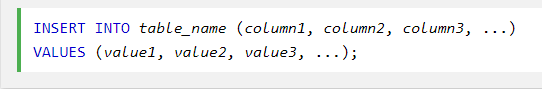 INSERT INTO table_name (column1, column2, column3, ...)
VALUES (value1, value2, value3, ...);